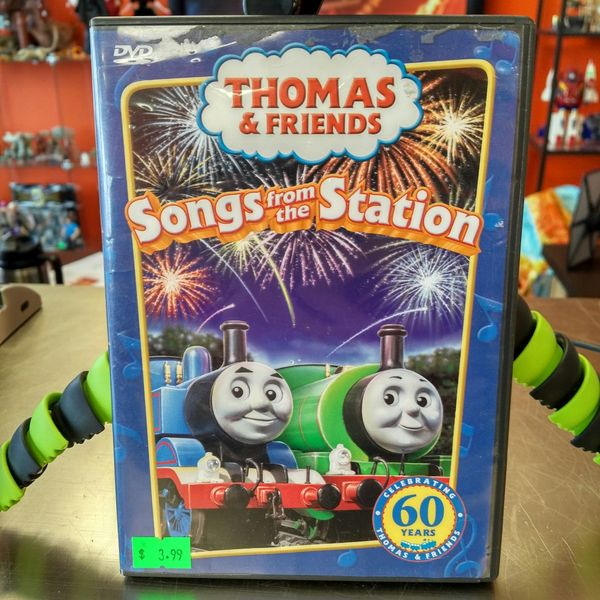 DVD
THOMAS
& FRIENDS
Songs from the Station
CELEBRATING
60
YEARS
THOMAS & FRIENDS
$ 3.99